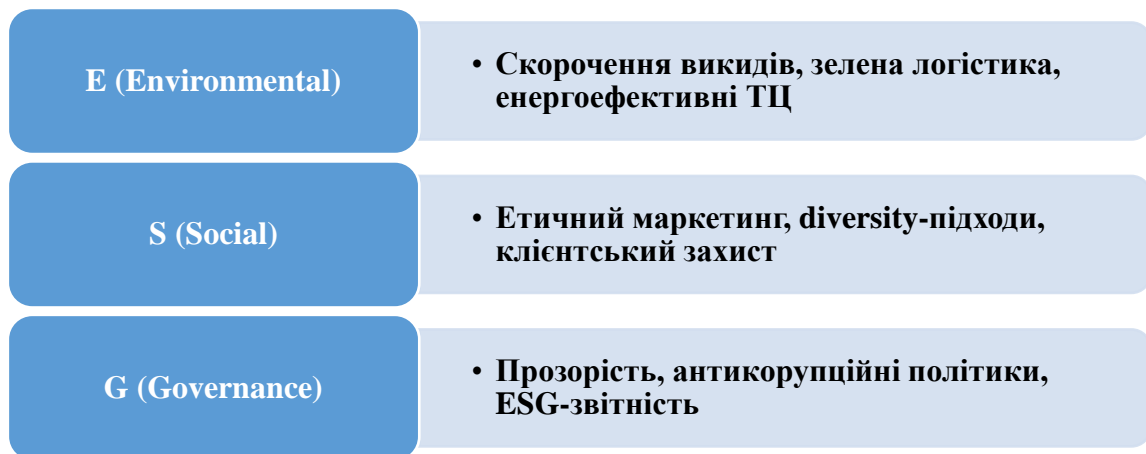 E (Environmental)
• Скорочення викидів, зелена логістика,
енергоефективні ТЦ
S (Social)
• Етичний маркетинг, diversity-підходи,
клієнтський захист
G (Governance)
• Прозорість, антикорупційні політики,
ESG-звітність